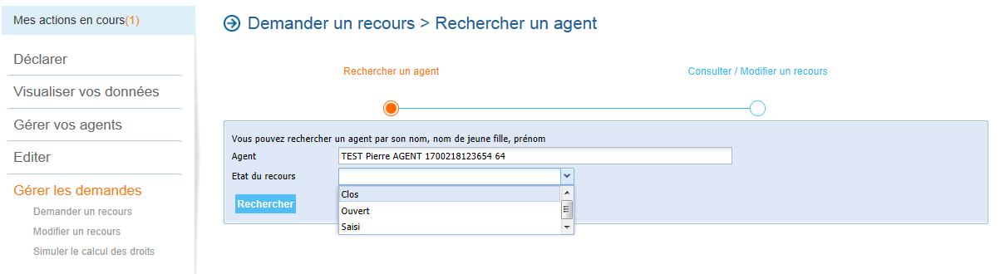 Mes actions en cours(1)
Déclarer
Visualiser vos données
Gérer vos agents
Editer
Gérer les demandes
Demander un recours
Modifier un recours
Simuler le calcul des droits
Demander un recours > Rechercher un agent
Rechercher un agent
Consulter / Modifier un recours
Vous pouvez rechercher un agent par son nom, nom de jeune fille, prénom
Agent TEST Pierre AGENT 1700218123654 64
Etat du recours
Clos
Ouvert
Saisi
Rechercher